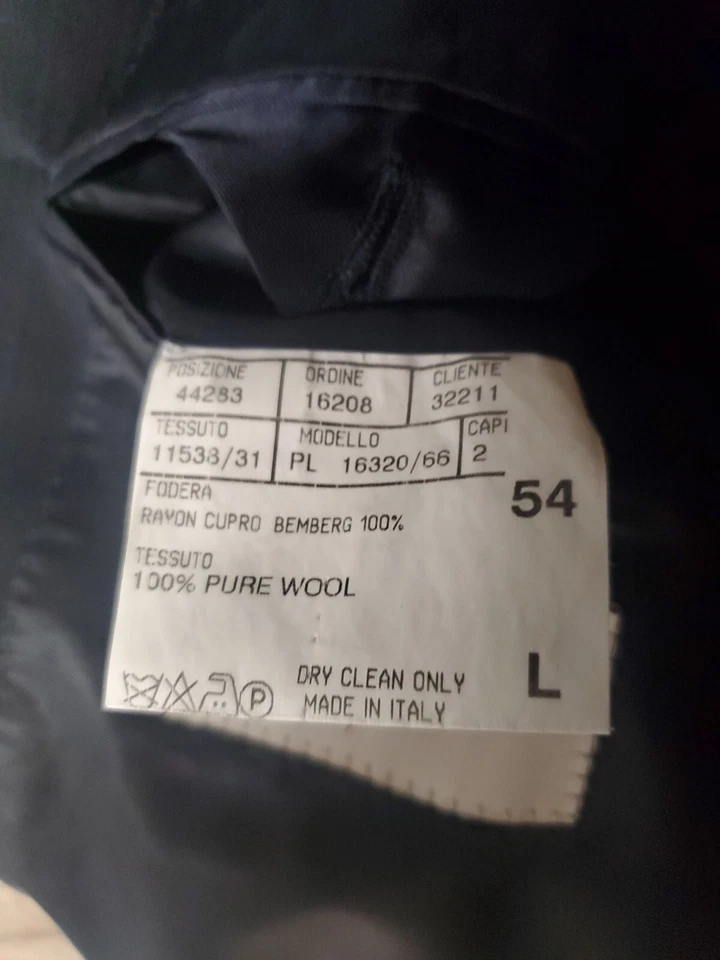 POSIZIONE ORDINE CLIENTE
44283 16208 32211
TESSUTO MODELLO CAPI
11538/31 PL 16320/66 2
FODERA 54
RAYON CUPRO BEMBERG 100%
TESSUTO
100% PURE WOOL
DRY CLEAN ONLY L
P MADE IN ITALY